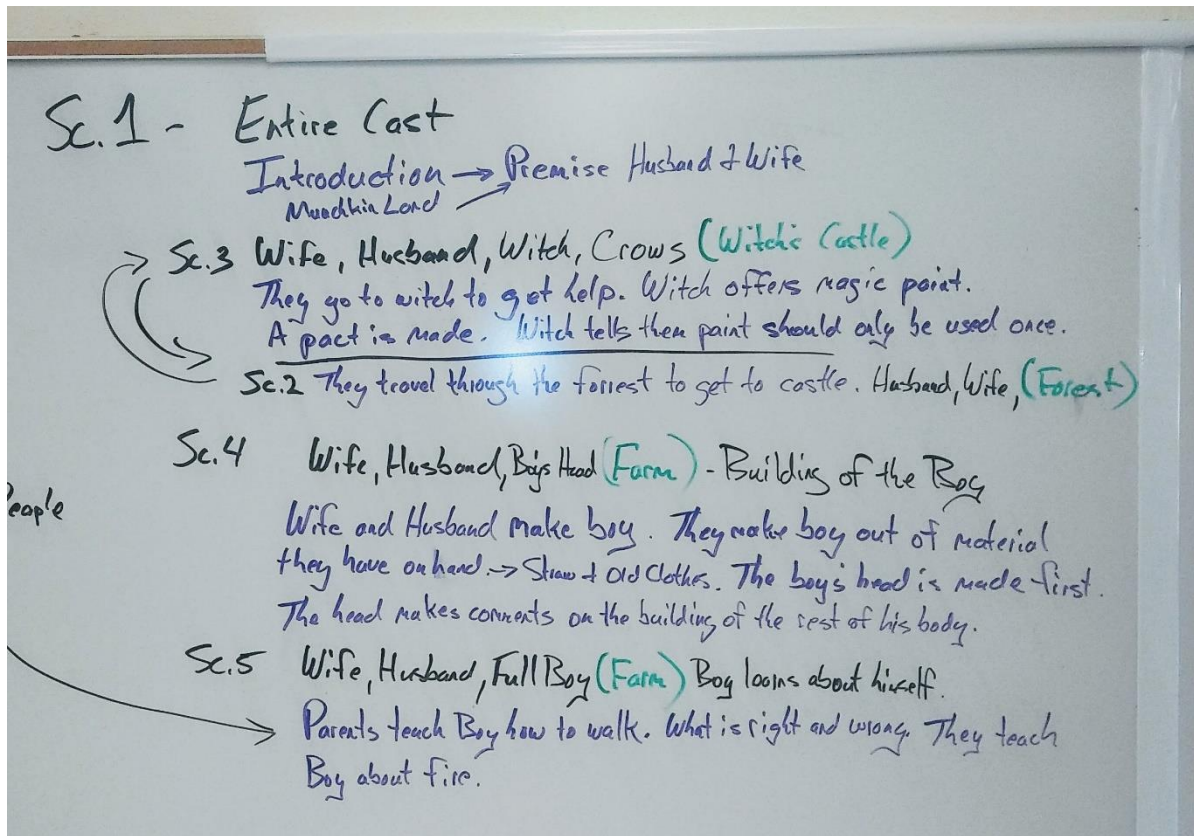 Sc.1 - Entire Cast
Introduction → Premise Husband & Wife
Munchkin Lord
Sc.3 Wife, Husband, Witch, Crows (Witch's Castle)
They go to witch to get help. Witch offers magic paint.
A pact is made. Witch tells them paint should only be used once.
Sc.2 They travel through the forrest to get to castle. Husband, Wife, (Forest)
Sc.4 Wife, Husband, Boy's Head (Farm) - Building of the Boy
People
Wife and Husband make boy. They make boy out of material
they have on hand. → Straw & Old Clothes. The boy's head is made first.
The head makes comments on the building of the rest of his body.
Sc.5 Wife, Husband, Full Boy (Farm) Boy learns about himself.
Parents teach Boy how to walk. What is right and wrong. They teach
Boy about fire.